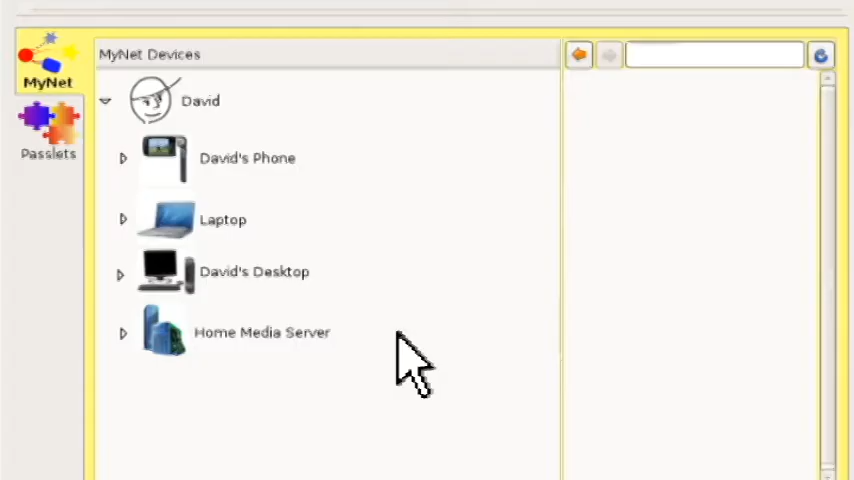 MyNet Devices
MyNet
David
Passlets
David's Phone
Laptop
David's Desktop
Home Media Server